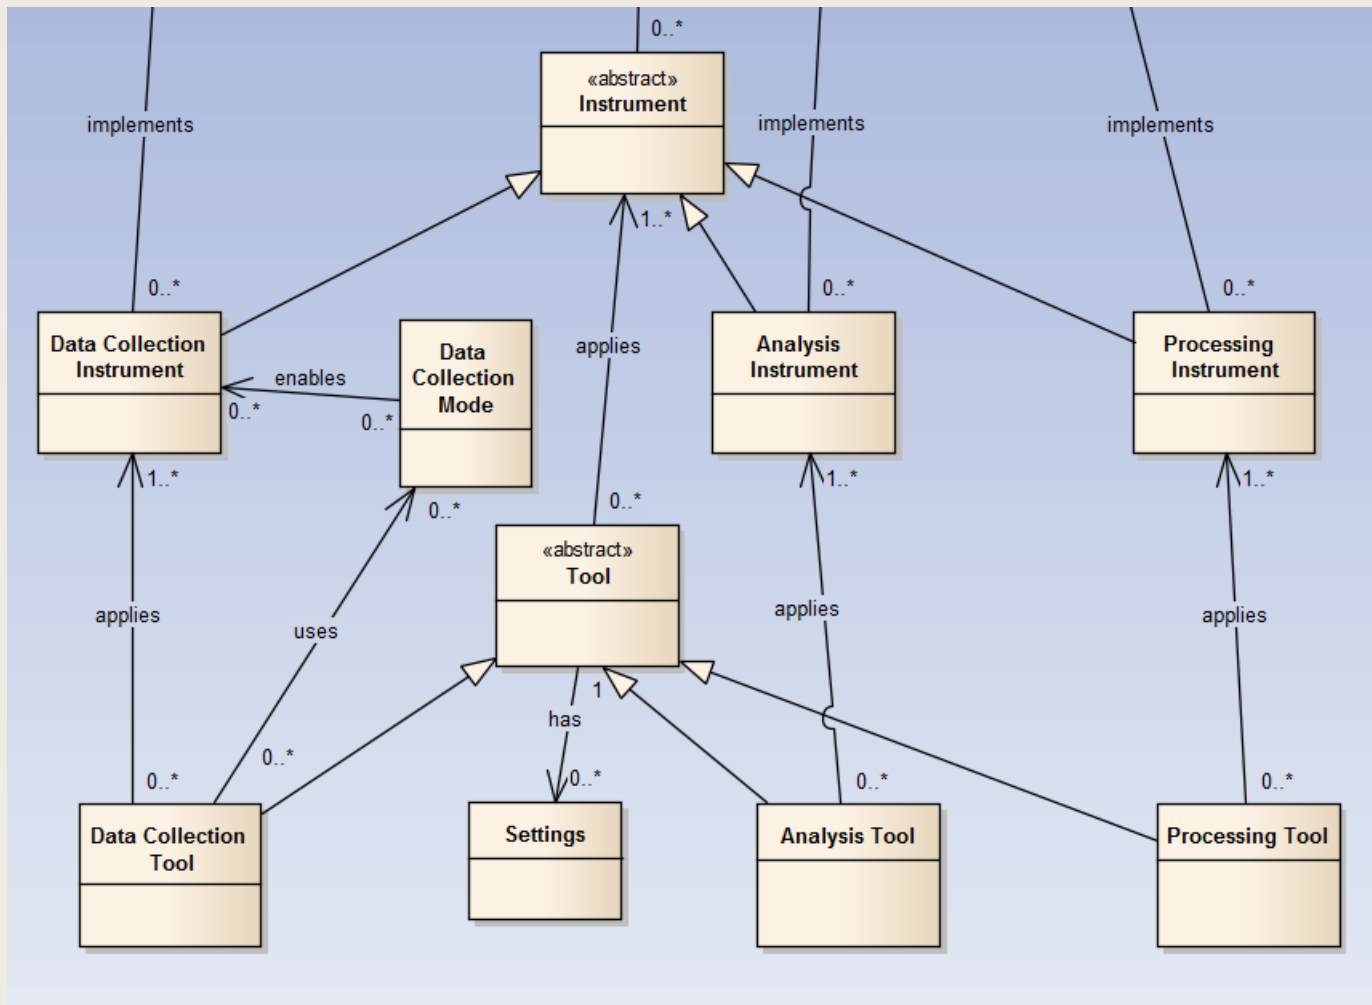 0..*
«abstract»
Instrument
implements
implements
implements
1..*
0..*
0..*
0..*
Data Collection
Instrument
Data
Collection
Mode
applies
Analysis
Instrument
Processing
Instrument
enables
0..*
0..*
1..*
0..*
0..*
1..*
1..*
«abstract»
Tool
applies
uses
applies
applies
1
has
0..*
0..*
0..*
0..*
0..*
Data Collection
Tool
Settings
Analysis Tool
Processing Tool